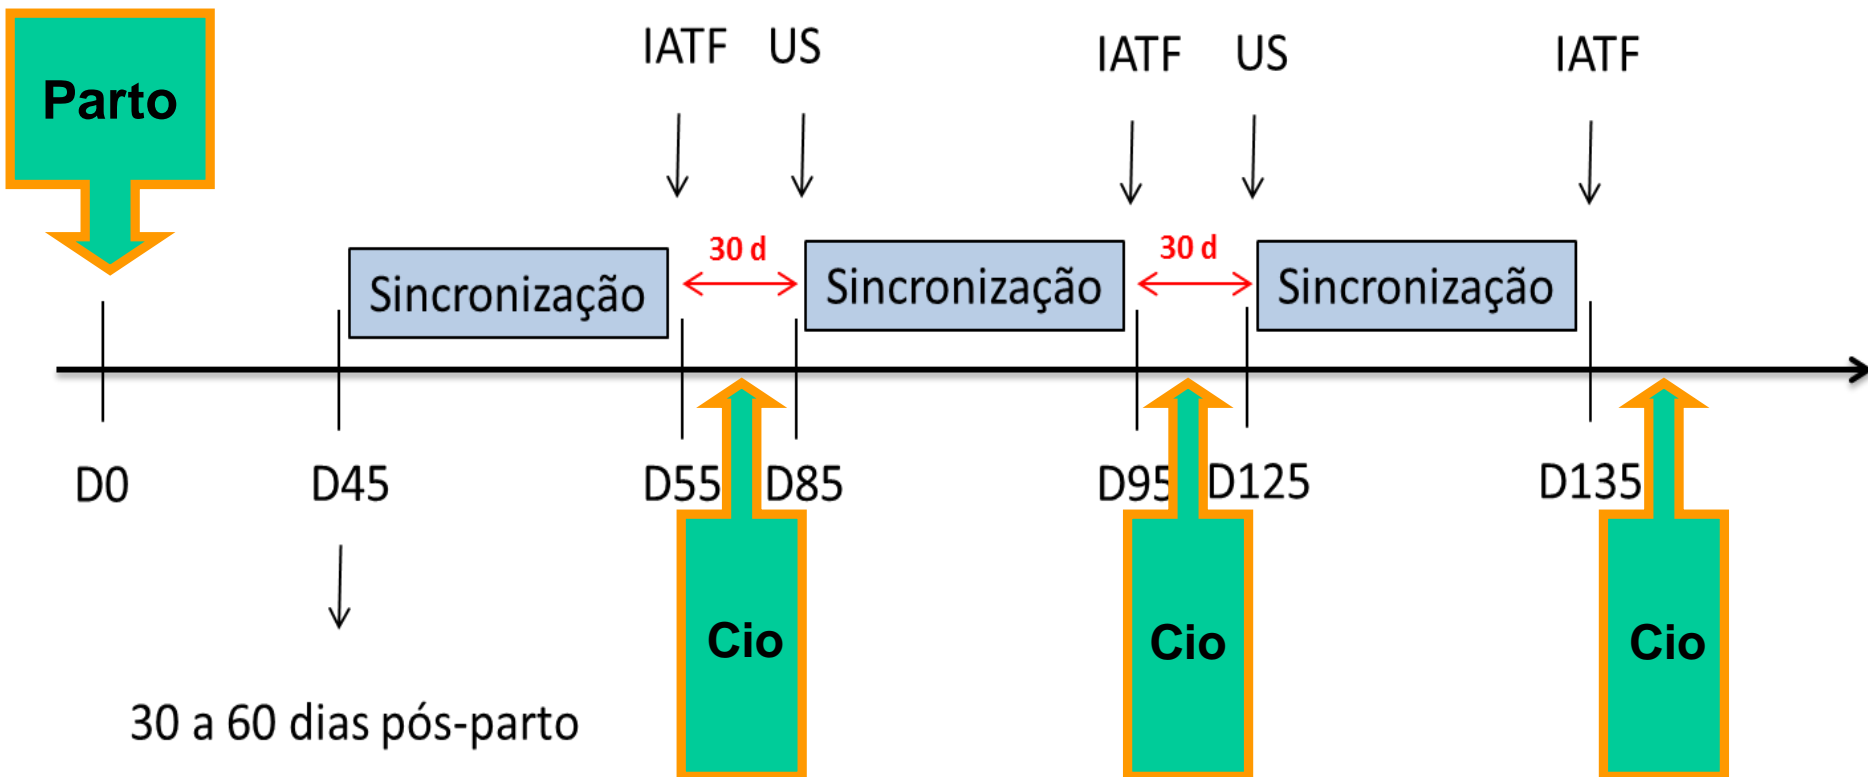 IATF US IATF US IATF
Parto
30 d 30 d
Sincronização Sincronização Sincronização
D0 D45 D55 D85 D95 D125 D135
Cio Cio Cio
30 a 60 dias pós-parto